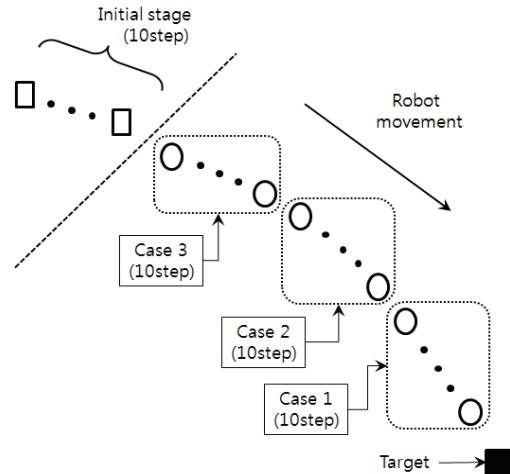 Initial stage
(10step)
Robot
movement
Case 3
(10step)
Case 2
(10step)
Case 1
(10step)
Target